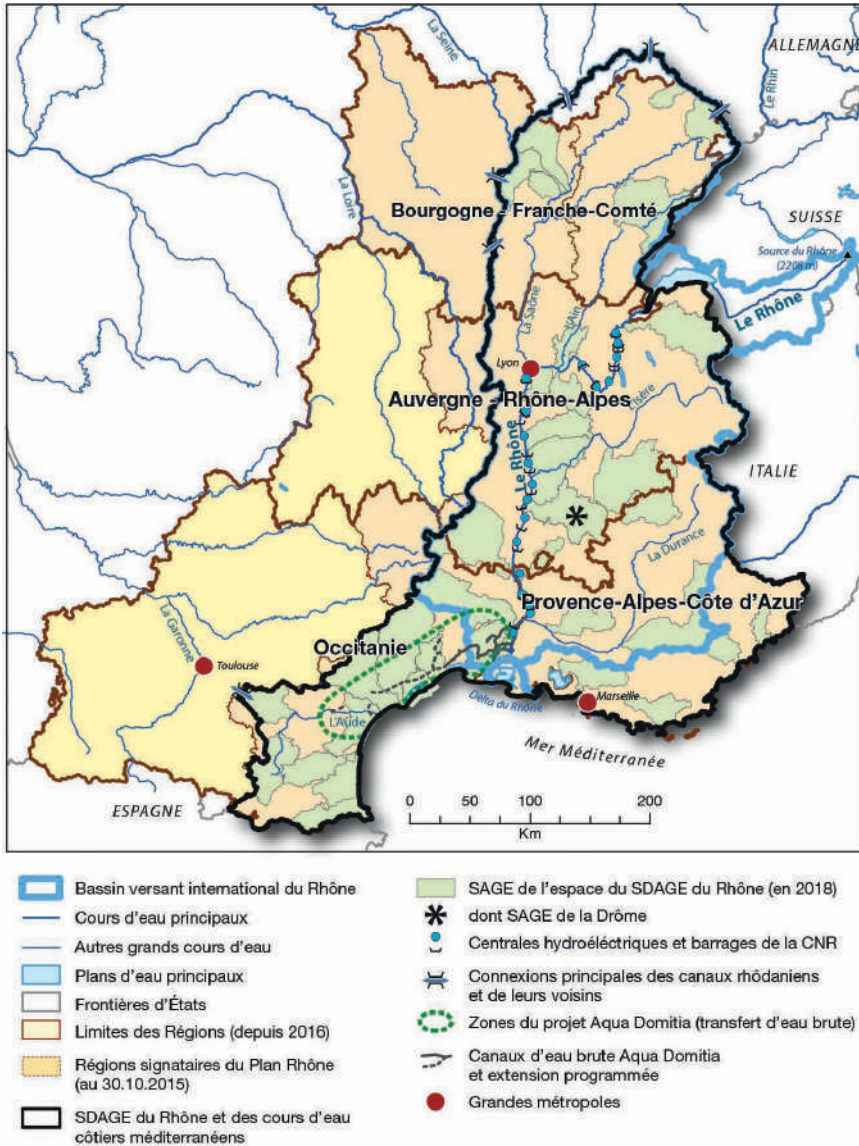 La Seine
ALLEMAGNE
Le Rhin
La Loire
Bourgogne - Franche-Comté
SUISSE
Source du Rhône
(2208 m)
Le Rhône
La Saône
L'Ain
Lyon
Auvergne - Rhône-Alpes
L'Isère
Le Rhône
ITALIE
La Durance
Provence-Alpes-Côte d'Azur
La Garonne
Occitanie
Toulouse
Marseille
Delta du Rhône
L'Aude
Mer Méditerranée
ESPAGNE
0 50 100 200
Km
Bassin versant international du Rhône
Cours d'eau principaux
Autres grands cours d'eau
Plans d'eau principaux
Frontières d'États
Limites des Régions (depuis 2016)
Régions signataires du Plan Rhône
(au 30.10.2015)
SDAGE du Rhône et des cours d'eau
côtiers méditerranéens
SAGE de l'espace du SDAGE du Rhône (en 2018)
dont SAGE de la Drôme
Centrales hydroéléctriques et barrages de la CNR
Connexions principales des canaux rhôdaniens
et de leurs voisins
Zones du projet Aqua Domitia (transfert d'eau brute)
Canaux d'eau brute Aqua Domitia
et extension programmée
Grandes métropoles